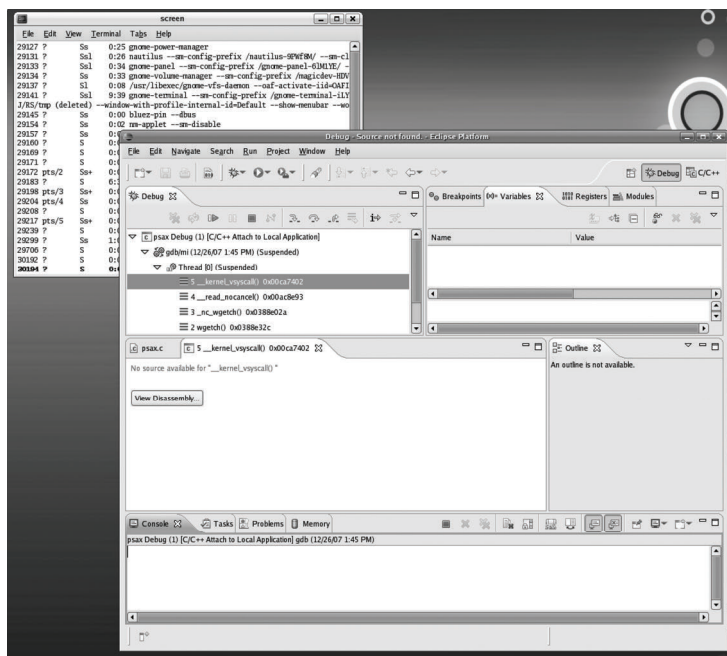 screen
File Edit View Terminal Tabs Help
29127 ? Ss 0:25 gnome-power-manager
29131 ? Ssl 0:26 nautilus --sm-config-prefix /nautilus-9PWf8M/ --sm-cl
29133 ? Ssl 0:34 gnome-panel --sm-config-prefix /gnome-panel-6lM1YE/ -
29134 ? Ss 0:33 gnome-volume-manager --sm-config-prefix /magicdev-HDV
29137 ? Sl 0:08 /usr/libexec/gnome-vfs-daemon --oaf-activate-iid=OAFI
29191 ? Ssl 9:39 gnome-terminal --sm-config-prefix /gnome-terminal-iLY
J/RS/tmp (deleted) --window-with-profile-internal-id=Default --show-menubar --wo
29145 ? Ss 0:00 bluez-pin --dbus
29154 ? Ss 0:02 nm-applet --sm-disable
29157 ? Ss
29160 ? S
29169 ? S
29171 ? S
29172 pts/2 Ss+
29183 ? S
29198 pts/3 Ss+
29204 pts/4 Ss
29208 ? S
29217 pts/5 Ss+
29239 ? S
29299 ? Ss
29706 ? S
30192 ? S
30194 ? S
Debug - Source not found. - Eclipse Platform
File Edit Navigate Search Run Project Window Help
Debug C/C++
Debug
psax Debug (1) [C/C++ Attach to Local Application]
gdb/mi (12/26/07 1:45 PM) (Suspended)
Thread [0] (Suspended)
5 __kernel_vsyscall() 0x00ca7402
4 __read_nocancel() 0x00ac8e93
3 _nc_wgetch() 0x0388e02a
2 wgetch() 0x0388e32c
Breakpoints (x)= Variables Registers Modules
Name Value
psax.c 5 __kernel_vsyscall() 0x00ca7402
No source available for "__kernel_vsyscall() "
View Disassembly...
Outline
An outline is not available.
Console Tasks Problems Memory
psax Debug (1) [C/C++ Attach to Local Application] gdb (12/26/07 1:45 PM)